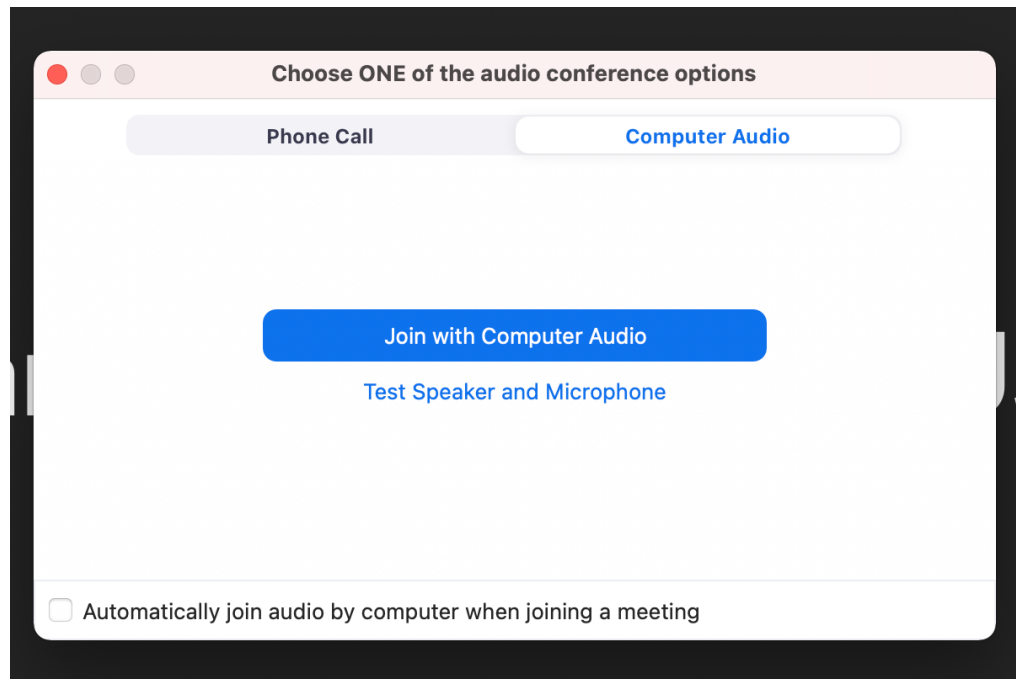 Choose ONE of the audio conference options
Phone Call
Computer Audio
Join with Computer Audio
Test Speaker and Microphone
Automatically join audio by computer when joining a meeting